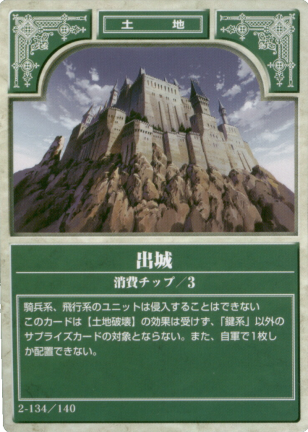 土地
出城
消費チップ／3
騎兵系、飛行系のユニットは侵入することはできない
このカードは【土地破壊】の効果は受けず、「鍵系」以外の
サプライズカードの対象とならない。また、自軍で1枚し
か配置できない。
2-134／140